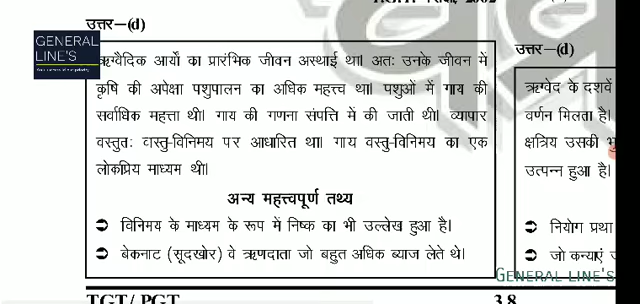 उत्तर–(d)
GENERAL
LINE'S
ऋग्वैदिक आर्यों का प्रारंभिक जीवन अस्थाई था। अतः उनके जीवन में
कृषि की अपेक्षा पशुपालन का अधिक महत्त्व था। पशुओं में गाय की
सर्वाधिक महत्ता थी। गाय की गणना संपत्ति में की जाती थी। व्यापार
वस्तुतः वास्तु-विनिमय पर आधारित था। गाय वस्तु-विनिमय का एक
लोकप्रिय माध्यम थी।
अन्य महत्त्वपूर्ण तथ्य
➲ विनिमय के माध्यम के रूप में निष्क का भी उल्लेख हुआ है।
➲ बेकनाट (सूदखोर) वे ऋणदाता जो बहुत अधिक ब्याज लेते थे।
उत्तर–(d)
ऋग्वेद के दशवें
वर्णन मिलता है।
क्षत्रिय उसकी
उत्पन्न हुआ है।
➲ नियोग प्रथा
➲ जो कन्याएं
GENERAL LINE'S
TGT/ PGT
38